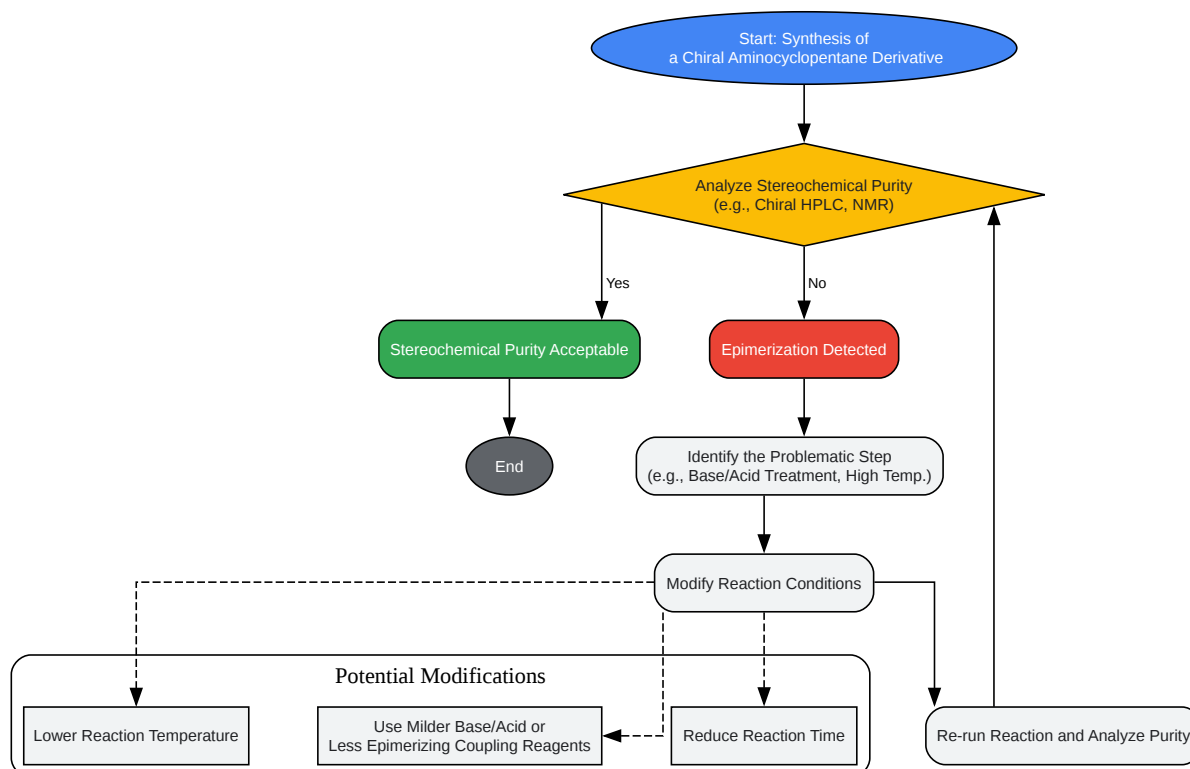 Start: Synthesis of
a Chiral Aminocyclopentane Derivative
Analyze Stereochemical Purity
(e.g., Chiral HPLC, NMR)
Yes
No
Stereochemical Purity Acceptable
Epimerization Detected
End
Identify the Problematic Step
(e.g., Base/Acid Treatment, High Temp.)
Modify Reaction Conditions
Potential Modifications
Lower Reaction Temperature
Use Milder Base/Acid or
Less Epimerizing Coupling Reagents
Reduce Reaction Time
Re-run Reaction and Analyze Purity